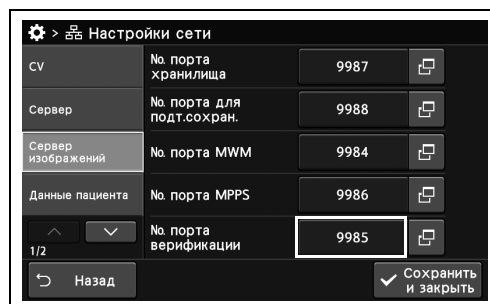 > Настройки сети
CV
Сервер
Сервер
изображений
Данные пациента
1/2
№ порта
хранилища
9987
№ порта для
подт.сохран.
9988
№ порта MWM
9984
№ порта MPPS
9986
№ порта
верификации
9985
Назад
Сохранить
и закрыть